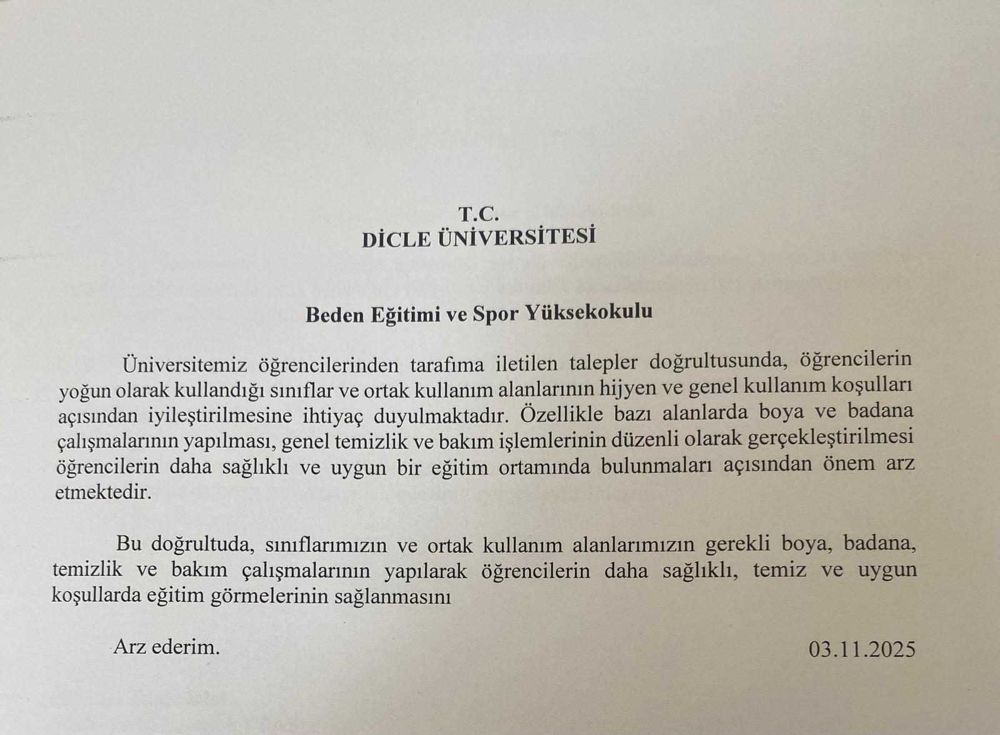 T.C.
DİCLE ÜNİVERSİTESİ
Beden Eğitimi ve Spor Yüksekokulu
Üniversitemiz öğrencilerinden tarafıma iletilen talepler doğrultusunda, öğrencilerin
yoğun olarak kullandığı sınıflar ve ortak kullanım alanlarının hijyen ve genel kullanım koşulları
açısından iyileştirilmesine ihtiyaç duyulmaktadır. Özellikle bazı alanlarda boya ve badana
çalışmalarının yapılması, genel temizlik ve bakım işlemlerinin düzenli olarak gerçekleştirilmesi
öğrencilerin daha sağlıklı ve uygun bir eğitim ortamında bulunmaları açısından önem arz
etmektedir.
Bu doğrultuda, sınıflarımızın ve ortak kullanım alanlarımızın gerekli boya, badana,
temizlik ve bakım çalışmalarının yapılarak öğrencilerin daha sağlıklı, temiz ve uygun
koşullarda eğitim görmelerinin sağlanmasını
Arz ederim. 03.11.2025